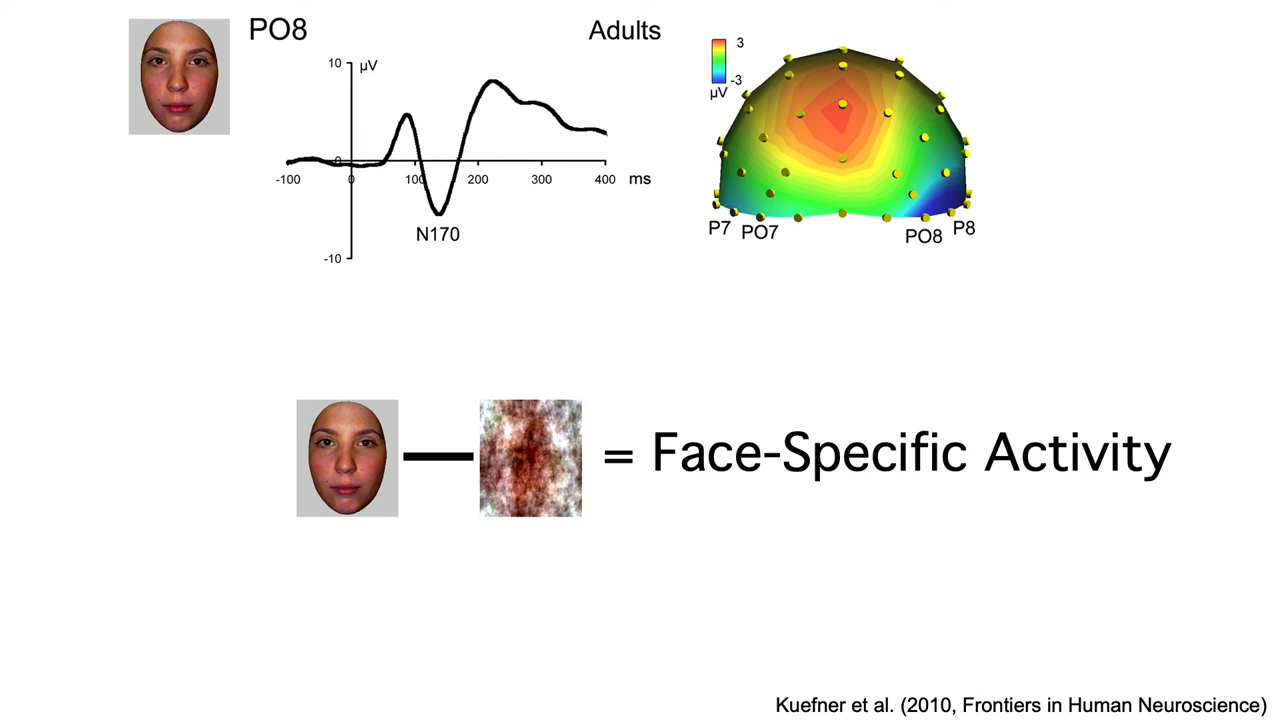 PO8
Adults
10
µV
0
-10
-100
0
100
200
300
400
ms
N170
3
-3
µV
P7
PO7
PO8
P8
= Face-Specific Activity
Kuefner et al. (2010, Frontiers in Human Neuroscience)